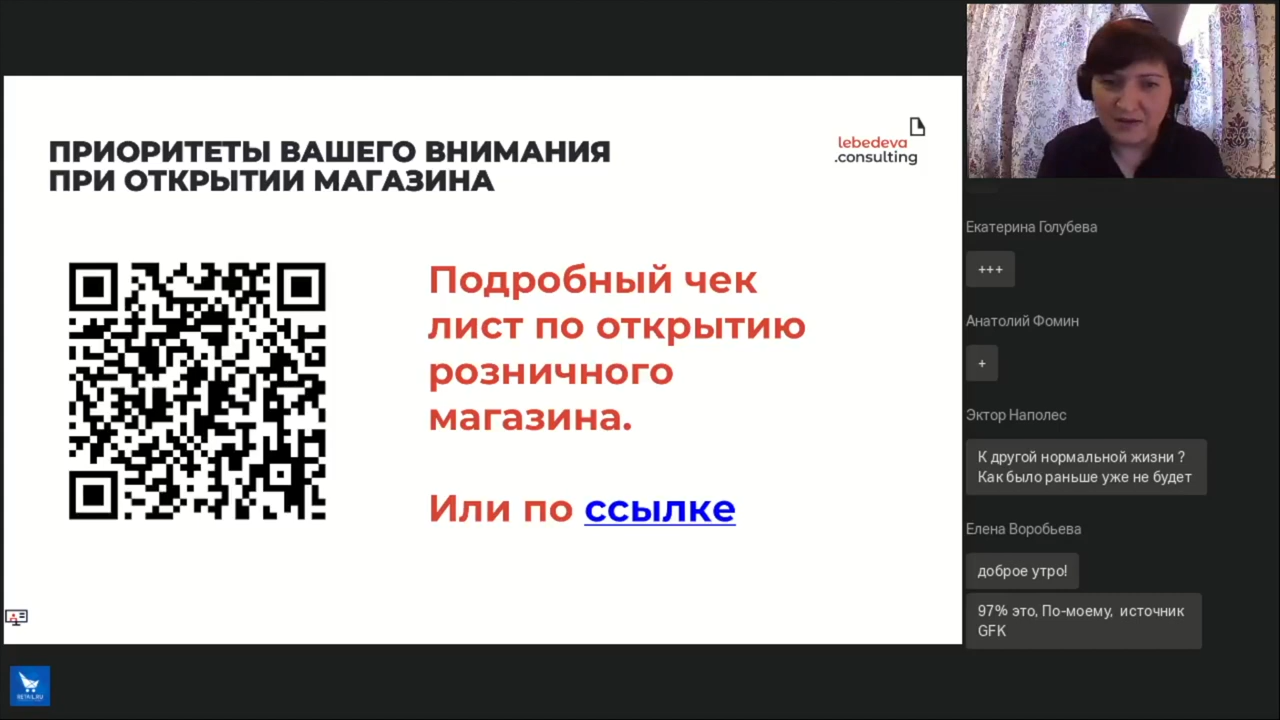 ПРИОРИТЕТЫ ВАШЕГО ВНИМАНИЯ
ПРИ ОТКРЫТИИ МАГАЗИНА
lebedeva
.consulting
Подробный чек
лист по открытию
розничного
магазина.
Или по ссылке
RETAIL.RU
Екатерина Голубева
+++
Анатолий Фомин
+
Эктор Наполес
К другой нормальной жизни ?
Как было раньше уже не будет
Елена Воробьева
доброе утро!
97% это, По-моему, источник
GFK